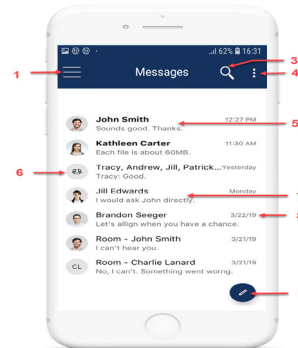 62% 16:31
1
Messages
3
4
John Smith 12:27 PM
Sounds good. Thanks.
5
Kathleen Carter 11:30 AM
Each file is about 60MB.
6
Tracy, Andrew, Jill, Patrick... Yesterday
Tracy: Good.
Jill Edwards Monday
I would ask John directly.
Brandon Seeger 3/22/19
Let's allign when you have a chance.
Room - John Smith 3/21/19
I can't hear you.
CL
Room - Charlie Lanard 3/21/19
No, I can't. Something went worng.